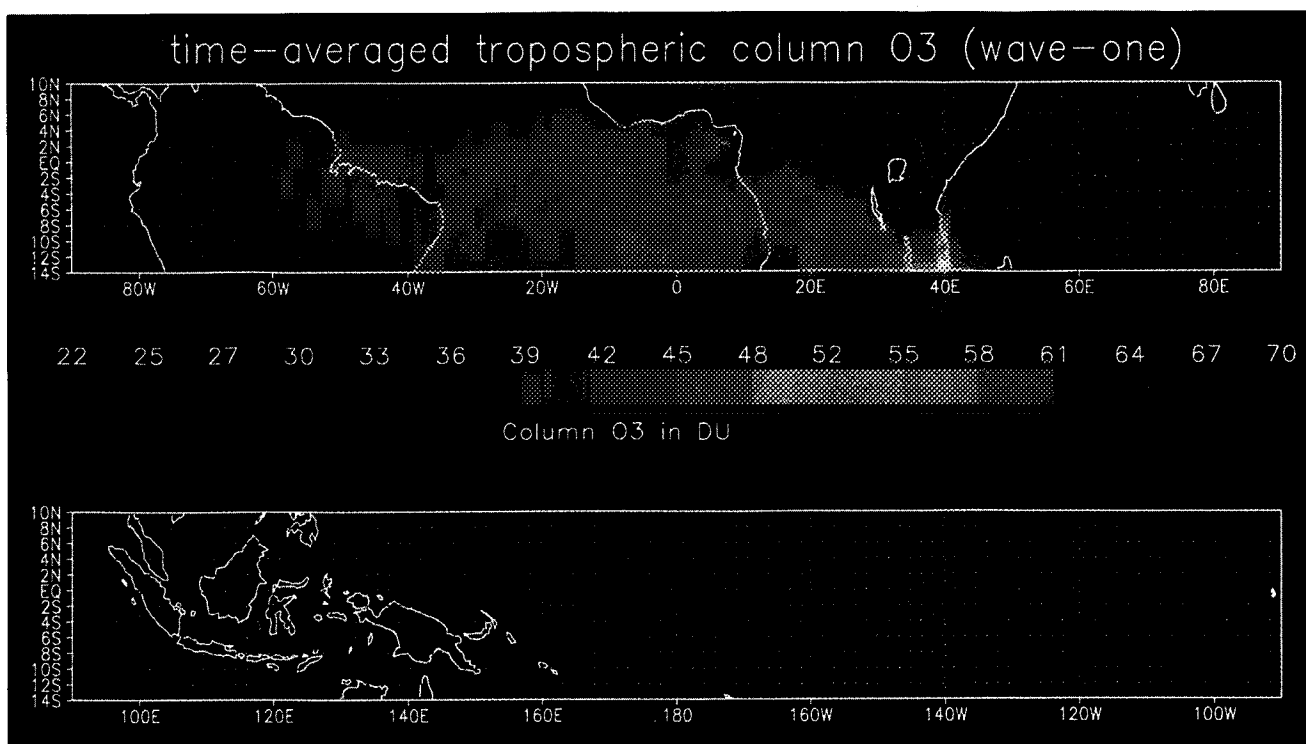 time-averaged tropospheric column O3 (wave-one)
10N
8N
6N
4N
2N
EQ
2S
4S
6S
8S
10S
12S
14S
80W 60W 40W 20W 0 20E 40E 60E 80E
22 25 27 30 33 36 39 42 45 48 52 55 58 61 64 67 70
Column O3 in DU
10N
8N
6N
4N
2N
EQ
2S
4S
6S
8S
10S
12S
14S
100E 120E 140E 160E 180 160W 140W 120W 100W